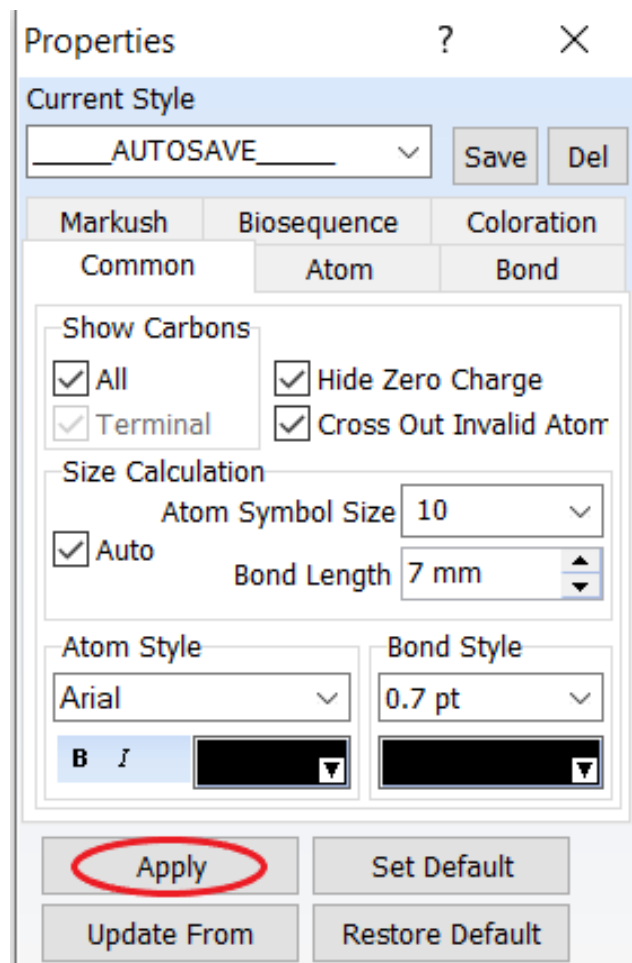 Properties ?
Current Style
_____AUTOSAVE_____ Save Del
Markush Biosequence Coloration
Common Atom Bond
Show Carbons
All Hide Zero Charge
Terminal Cross Out Invalid Atom
Size Calculation
Atom Symbol Size 10
Auto
Bond Length 7 mm
Atom Style Bond Style
Arial 0.7 pt
B I
Apply Set Default
Update From Restore Default